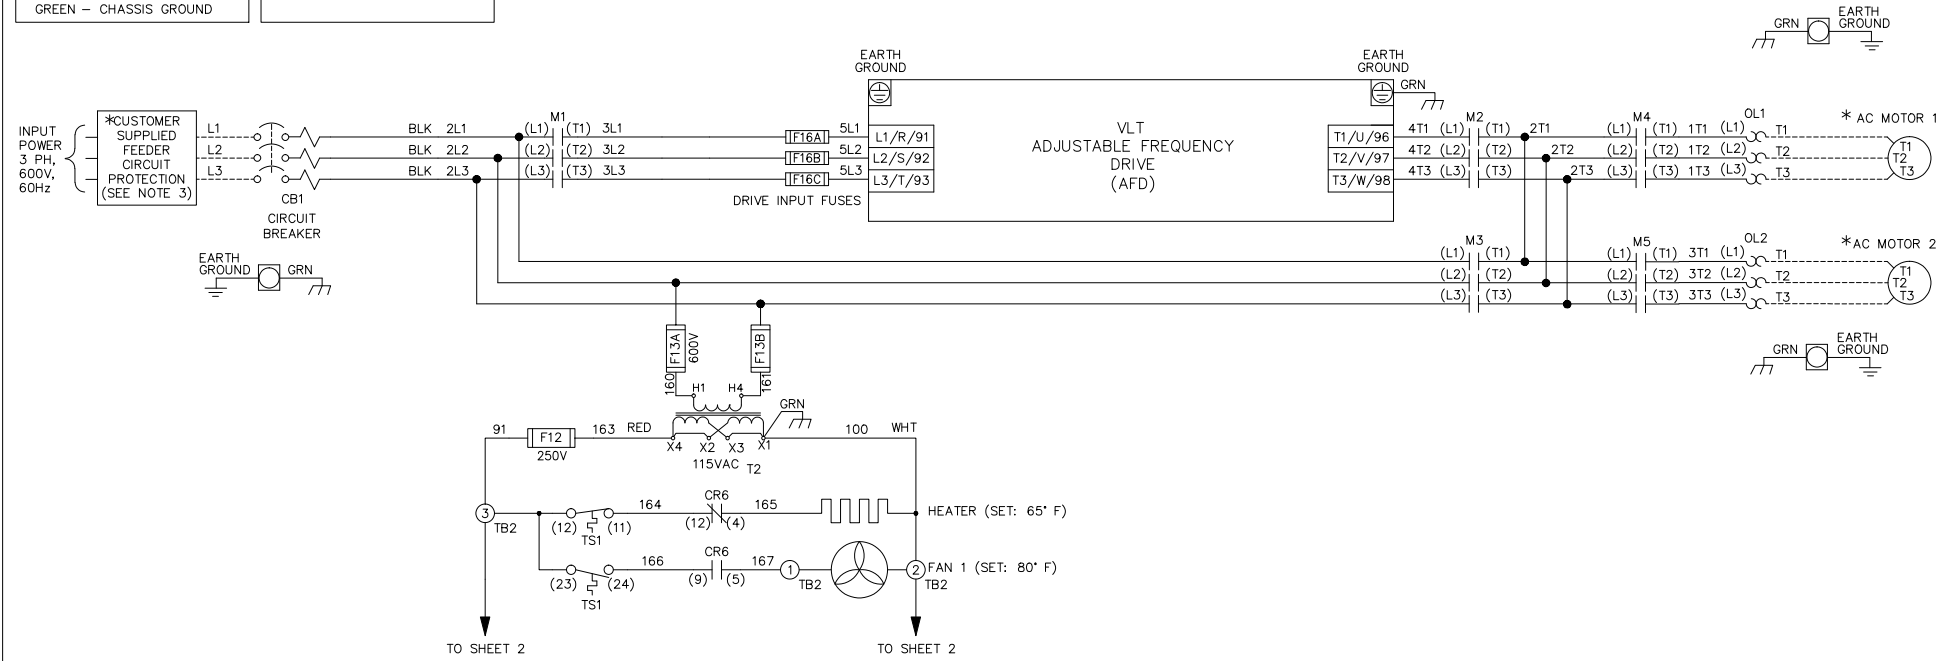 GREEN – CHASSIS GROUND
GRN
EARTH
GROUND
INPUT
POWER
3 PH,
600V,
60Hz
*CUSTOMER
SUPPLIED
FEEDER
CIRCUIT
PROTECTION
(SEE NOTE 3)
L1
L2
L3
CB1
CIRCUIT
BREAKER
BLK 2L1
BLK 2L2
BLK 2L3
M1
(L1) (T1) 3L1
(L2) (T2) 3L2
(L3) (T3) 3L3
F16A 5L1
F16B 5L2
F16C 5L3
DRIVE INPUT FUSES
EARTH
GROUND
L1/R/91
L2/S/92
L3/T/93
VLT
ADJUSTABLE FREQUENCY
DRIVE
(AFD)
EARTH
GROUND
GRN
T1/U/96
T2/V/97
T3/W/98
M2
4T1 (L1) (T1) 2T1
4T2 (L2) (T2) 2T2
4T3 (L3) (T3) 2T3
M4
(L1) (T1) 1T1 (L1) T1
(L2) (T2) 1T2 (L2) T2
(L3) (T3) 1T3 (L3) T3
OL1
* AC MOTOR 1
T1
T2
T3
EARTH
GROUND
GRN
M3
(L1) (T1)
(L2) (T2)
(L3) (T3)
M5
(L1) (T1) 3T1 (L1) T1
(L2) (T2) 3T2 (L2) T2
(L3) (T3) 3T3 (L3) T3
OL2
*AC MOTOR 2
T1
T2
T3
GRN
EARTH
GROUND
F13A
600V
F13B
160
161
H1 H4
GRN
91 F12 163 RED
250V
X4 X2 X3 X1
115VAC T2
100 WHT
3
TB2
(12) (11)
TS1
164
CR6
(12) (4)
165
HEATER (SET: 65° F)
(23) (24)
TS1
166
CR6
(9) (5)
167
1
TB2
2
TB2
FAN 1 (SET: 80° F)
TO SHEET 2
TO SHEET 2